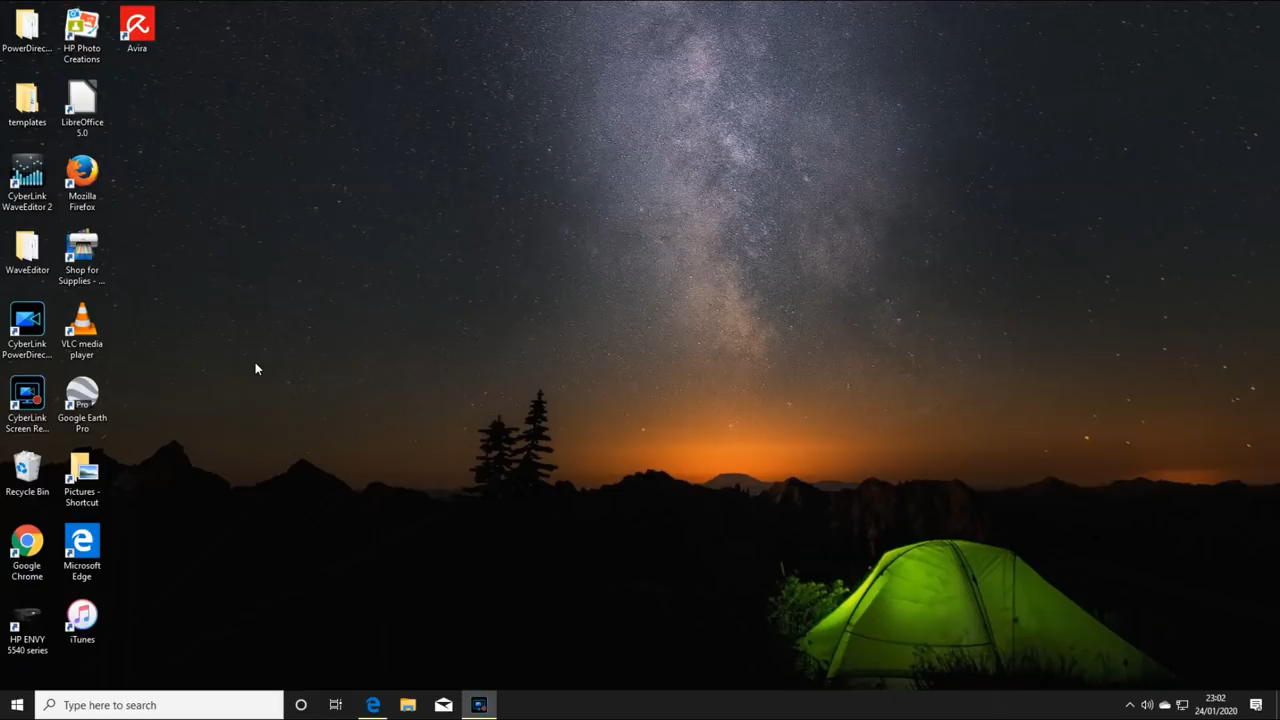 PowerDirec...
HP Photo
Creations
Avira
templates
LibreOffice
5.0
CyberLink
WaveEditor 2
Mozilla
Firefox
WaveEditor
Shop for
Supplies - ...
CyberLink
PowerDirec...
VLC media
player
CyberLink
Screen Re...
Pro
Google Earth
Pro
Recycle Bin
Pictures -
Shortcut
Google
Chrome
Microsoft
Edge
HP ENVY
5540 series
iTunes
Type here to search
23:02
24/01/2020